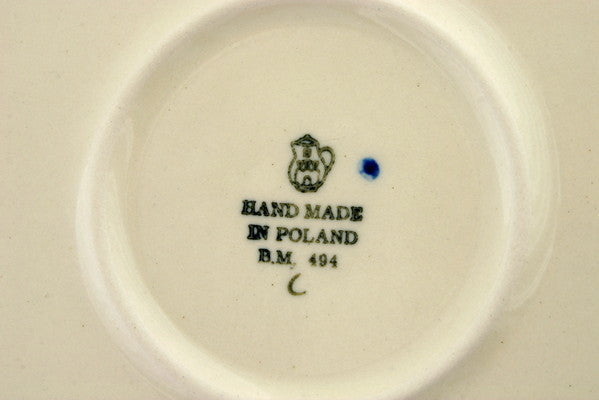 HAND MADE
IN POLAND
B.M. 494
C